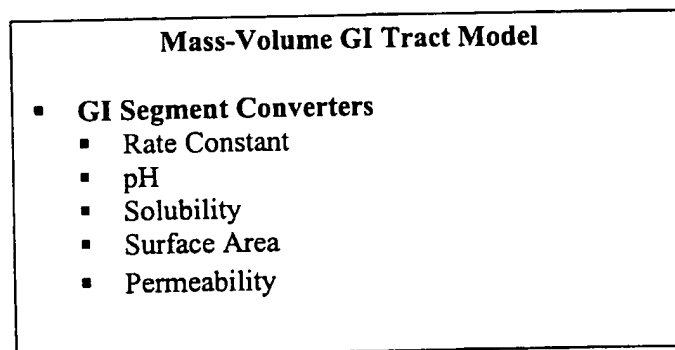 Mass-Volume GI Tract Model
▪ GI Segment Converters
▪ Rate Constant
▪ pH
▪ Solubility
▪ Surface Area
▪ Permeability